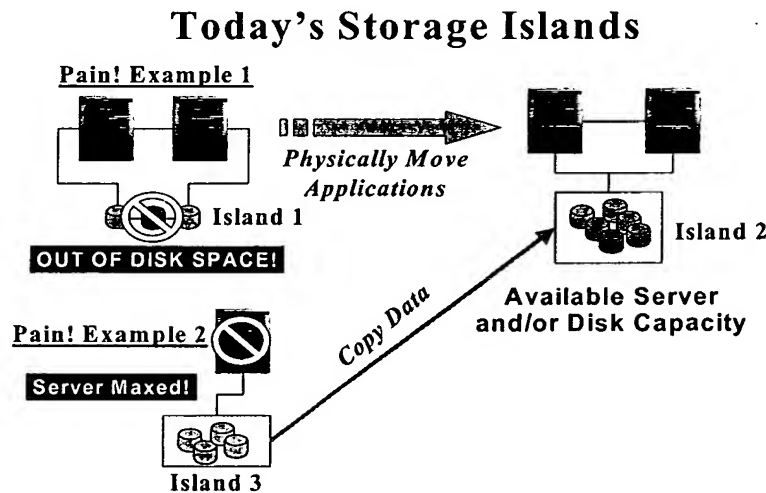 Today's Storage Islands
Pain! Example 1
Physically Move
Applications
Island 1
OUT OF DISK SPACE!
Island 2
Available Server
and/or Disk Capacity
Pain! Example 2
Copy Data
Server Maxed!
Island 3